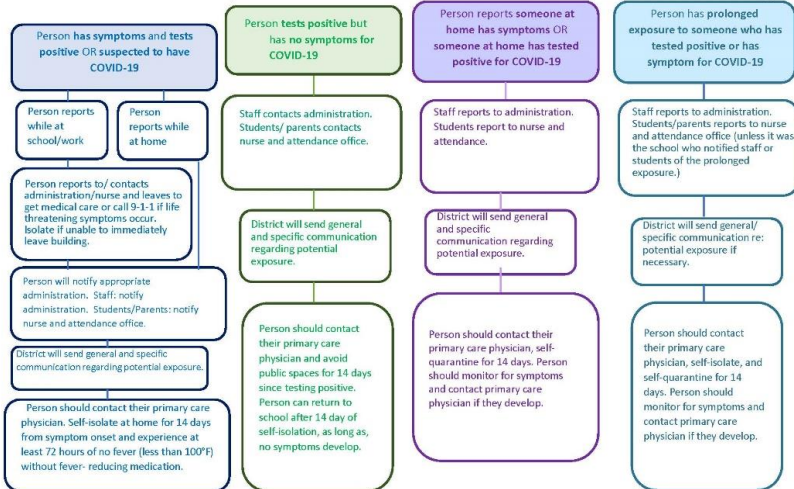 Person has symptoms and tests
positive OR suspected to have
COVID-19
Person reports
while at
school/work
Person
reports while
at home
Person reports to/ contacts
administration/nurse and leaves to
get medical care or call 9-1-1 if life
threatening symptoms occur.
Isolate if unable to immediately
leave building.
Person will notify appropriate
administration. Staff: notify
administration. Students/Parents: notify
nurse and attendance office.
District will send general and specific
communication regarding potential exposure.
Person should contact their primary care
physician. Self-isolate at home for 14 days
from symptom onset and experience at
least 72 hours of no fever (less than 100°F)
without fever- reducing medication.
Person tests positive but
has no symptoms for
COVID-19
Staff contacts administration.
Students/ parents contacts
nurse and attendance office.
District will send general
and specific communication
regarding potential
exposure.
Person should contact
their primary care
physician and avoid
public spaces for 14 days
since testing positive.
Person can return to
school after 14 day of
self-isolation, as long as,
no symptoms develop.
Person reports someone at
home has symptoms OR
someone at home has tested
positive for COVID-19
Staff reports to administration.
Students report to nurse and
attendance.
District will send general
and specific
communication regarding
potential exposure.
Person should contact their
primary care physician, self-
quarantine for 14 days. Person
should monitor for symptoms
and contact primary care
physician if they develop.
Person has prolonged
exposure to someone who has
tested positive or has
symptom for COVID-19
Staff reports to administration.
Students/parents reports to nurse
and attendance office (unless it was
the school who notified staff or
students of the prolonged
exposure.)
District will send general/
specific communication re:
potential exposure if
necessary.
Person should contact
their primary care
physician, self-isolate, and
self-quarantine for 14
days. Person should
monitor for symptoms and
contact primary care
physician if they develop.